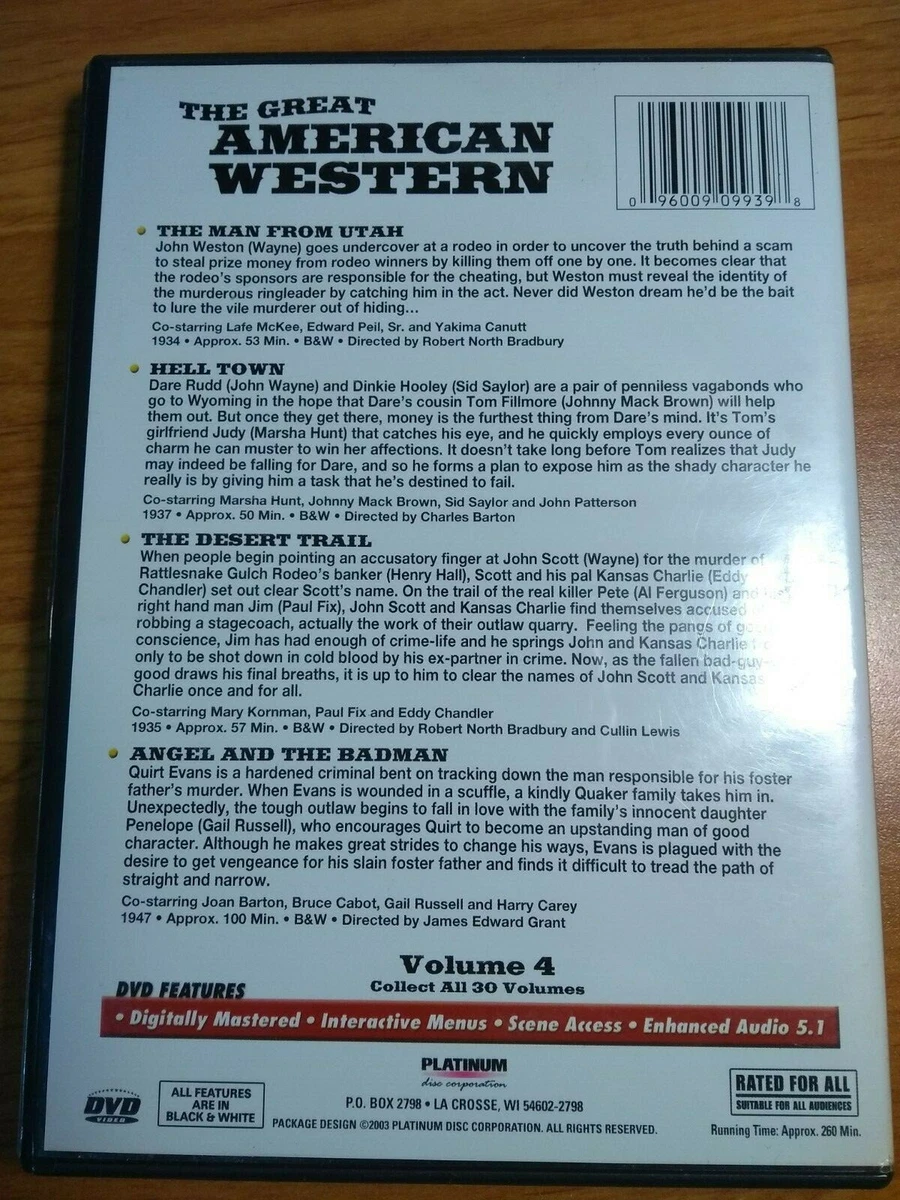 THE GREAT
AMERICAN
WESTERN
0 96009 09939 8
• THE MAN FROM UTAH
John Weston (Wayne) goes undercover at a rodeo in order to uncover the truth behind a scam
to steal prize money from rodeo winners by killing them off one by one. It becomes clear that
the rodeo's sponsors are responsible for the cheating, but Weston must reveal the identity of
the murderous ringleader by catching him in the act. Never did Weston dream he'd be the bait
to lure the vile murderer out of hiding...
Co-starring Lafe McKee, Edward Peil, Sr. and Yakima Canutt
1934 • Approx. 53 Min. • B&W • Directed by Robert North Bradbury
• HELL TOWN
Dare Rudd (John Wayne) and Dinkie Hooley (Sid Saylor) are a pair of penniless vagabonds who
go to Wyoming in the hope that Dare's cousin Tom Fillmore (Johnny Mack Brown) will help
them out. But once they get there, money is the furthest thing from Dare's mind. It's Tom's
girlfriend Judy (Marsha Hunt) that catches his eye, and he quickly employs every ounce of
charm he can muster to win her affections. It doesn't take long before Tom realizes that Judy
may indeed be falling for Dare, and so he forms a plan to expose him as the shady character he
really is by giving him a task that he's destined to fail.
Co-starring Marsha Hunt, Johnny Mack Brown, Sid Saylor and John Patterson
1937 • Approx. 50 Min. • B&W • Directed by Charles Barton
• THE DESERT TRAIL
When people begin pointing an accusatory finger at John Scott (Wayne) for the murder of
Rattlesnake Gulch Rodeo's banker (Henry Hall), Scott and his pal Kansas Charlie (Eddy
Chandler) set out clear Scott's name. On the trail of the real killer Pete (Al Ferguson) and his
right hand man Jim (Paul Fix), John Scott and Kansas Charlie find themselves accused
robbing a stagecoach, actually the work of their outlaw quarry. Feeling the pangs of
conscience, Jim has had enough of crime-life and he springs John and Kansas Charlie
only to be shot down in cold blood by his ex-partner in crime. Now, as the fallen bad-guy-
good draws his final breaths, it is up to him to clear the names of John Scott and Kansas
Charlie once and for all.
Co-starring Mary Kornman, Paul Fix and Eddy Chandler
1935 • Approx. 57 Min. • B&W • Directed by Robert North Bradbury and Cullin Lewis
• ANGEL AND THE BADMAN
Quirt Evans is a hardened criminal bent on tracking down the man responsible for his foster
father's murder. When Evans is wounded in a scuffle, a kindly Quaker family takes him in.
Unexpectedly, the tough outlaw begins to fall in love with the family's innocent daughter
Penelope (Gail Russell), who encourages Quirt to become an upstanding man of good
character. Although he makes great strides to change his ways, Evans is plagued with the
desire to get vengeance for his slain foster father and finds it difficult to tread the path of
straight and narrow.
Co-starring Joan Barton, Bruce Cabot, Gail Russell and Harry Carey
1947 • Approx. 100 Min. • B&W • Directed by James Edward Grant
Volume 4
Collect All 30 Volumes
DVD FEATURES
• Digitally Mastered • Interactive Menus • Scene Access • Enhanced Audio 5.1
DVD
VIDEO
ALL FEATURES
ARE IN
BLACK & WHITE
PLATINUM
disc corporation
P.O. BOX 2798 • LA CROSSE, WI 54602-2798
PACKAGE DESIGN ©2003 PLATINUM DISC CORPORATION. ALL RIGHTS RESERVED.
RATED FOR ALL
SUITABLE FOR ALL AUDIENCES
Running Time: Approx. 260 Min.